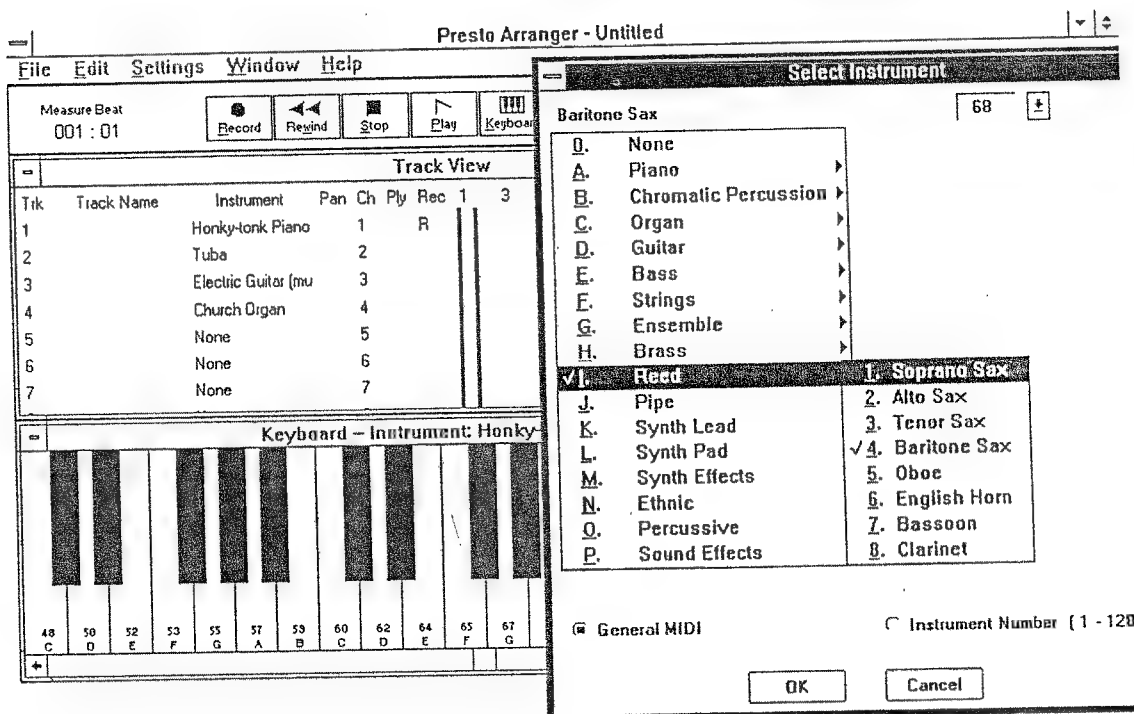 Presto Arranger - Untitled
File Edit Settings Window Help
Measure Beat
001 : 01
Record Rewind Stop Play Keyboar
Track View
Trk Track Name Instrument Pan Ch Ply Rec 1 3
1 Honky-tonk Piano 1 R
2 Tuba 2
3 Electric Guitar (mu 3
4 Church Organ 4
5 None 5
6 None 6
7 None 7
Keyboard – Instrument: Honky-
48 50 52 53 55 57 59 60 62 64 65 67
C D E F G A B C D E F G
Select Instrument
Baritone Sax 68
0. None
A. Piano
B. Chromatic Percussion
C. Organ
D. Guitar
E. Bass
F. Strings
G. Ensemble
H. Brass
✓ I. Reed
J. Pipe
K. Synth Lead
L. Synth Pad
M. Synth Effects
N. Ethnic
O. Percussive
P. Sound Effects
1. Soprano Sax
2. Alto Sax
3. Tenor Sax
✓ 4. Baritone Sax
5. Oboe
6. English Horn
7. Bassoon
8. Clarinet
General MIDI
Instrument Number (1 - 128
OK Cancel